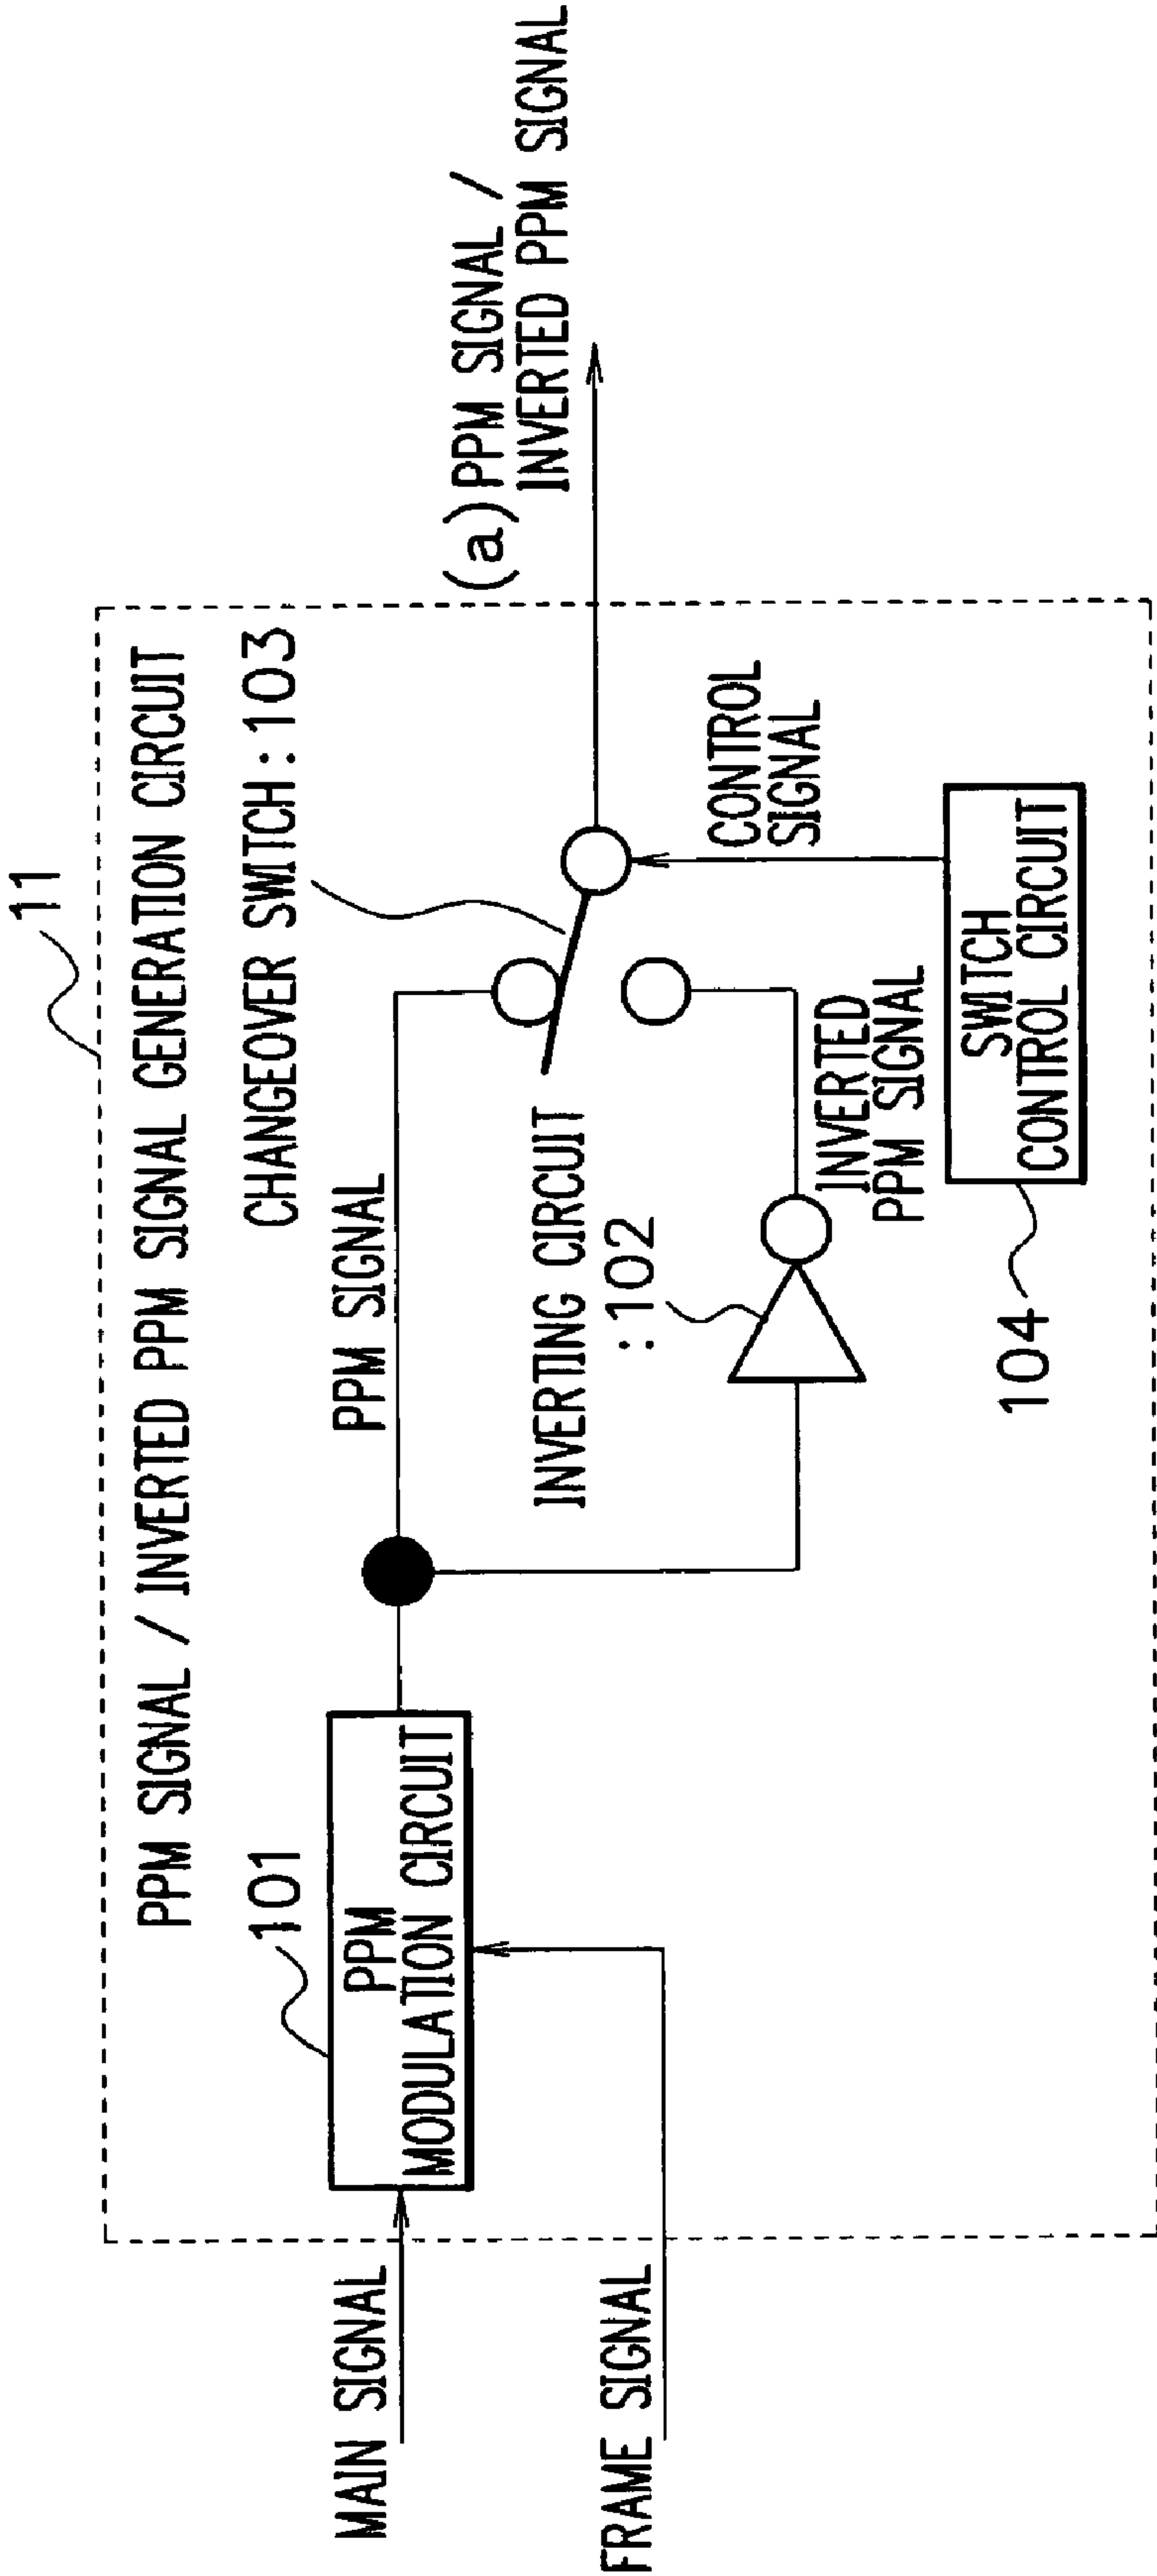 11
PPM SIGNAL / INVERTED PPM SIGNAL GENERATION CIRCUIT
CHANGEOVER SWITCH : 103
101
PPM
MODULATION CIRCUIT
MAIN SIGNAL
FRAME SIGNAL
PPM SIGNAL
INVERTING CIRCUIT
: 102
INVERTED
PPM SIGNAL
CONTROL
SIGNAL
SWITCH
CONTROL CIRCUIT
104
(a) PPM SIGNAL /
INVERTED PPM SIGNAL